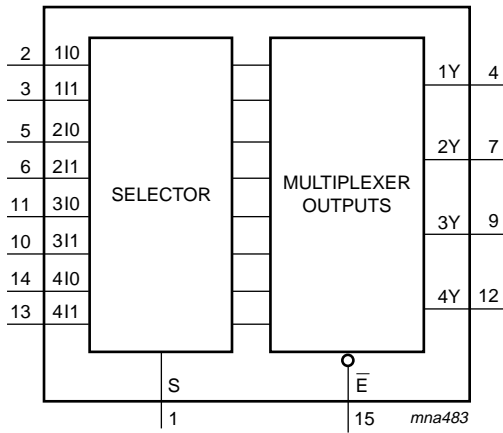 2 1I0
3 1I1
5 2I0
6 2I1
11 3I0
10 3I1
14 4I0
13 4I1
SELECTOR
MULTIPLEXER
OUTPUTS
1Y 4
2Y 7
3Y 9
4Y 12
S
1
E̅
15
mna483